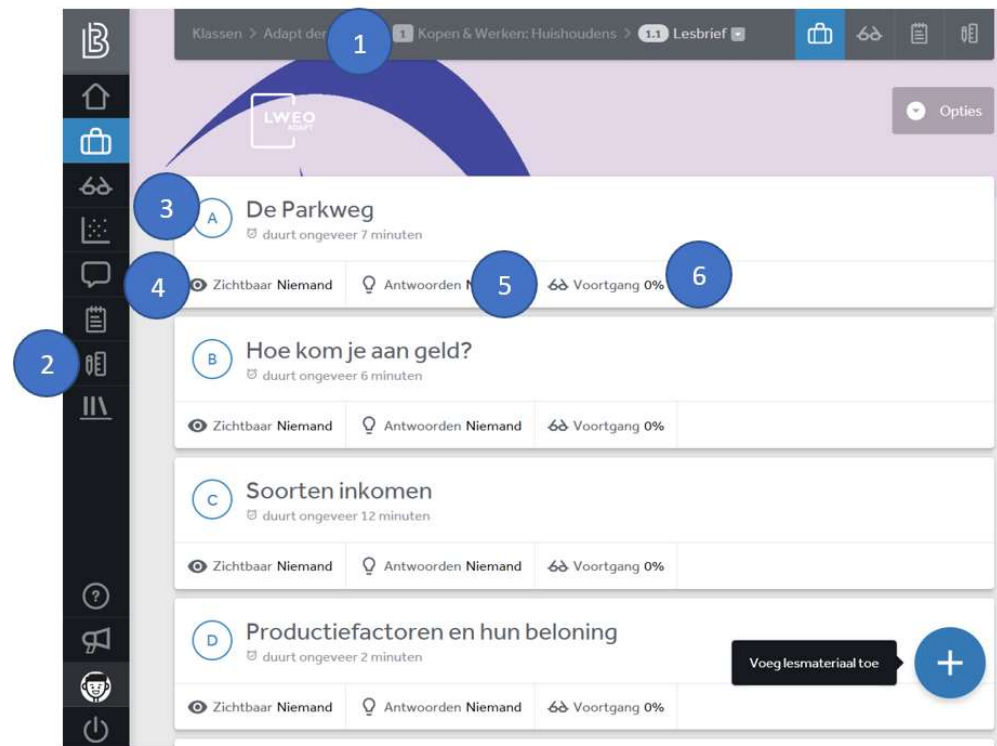 Klassen > Adapt der
1
1 Kopen & Werken: Huishoudens > 1.1 Lesbrief
LWEO
ADAPT
Opties
3
A De Parkweg
duurt ongeveer 7 minuten
4
Zichtbaar Niemand
Antwoorden
5
Voortgang 0%
6
2
B Hoe kom je aan geld?
duurt ongeveer 6 minuten
Zichtbaar Niemand
Antwoorden Niemand
Voortgang 0%
C Soorten inkomen
duurt ongeveer 12 minuten
Zichtbaar Niemand
Antwoorden Niemand
Voortgang 0%
D Productiefactoren en hun beloning
duurt ongeveer 2 minuten
Voeg lesmateriaal toe
+
Zichtbaar Niemand
Antwoorden Niemand
Voortgang 0%